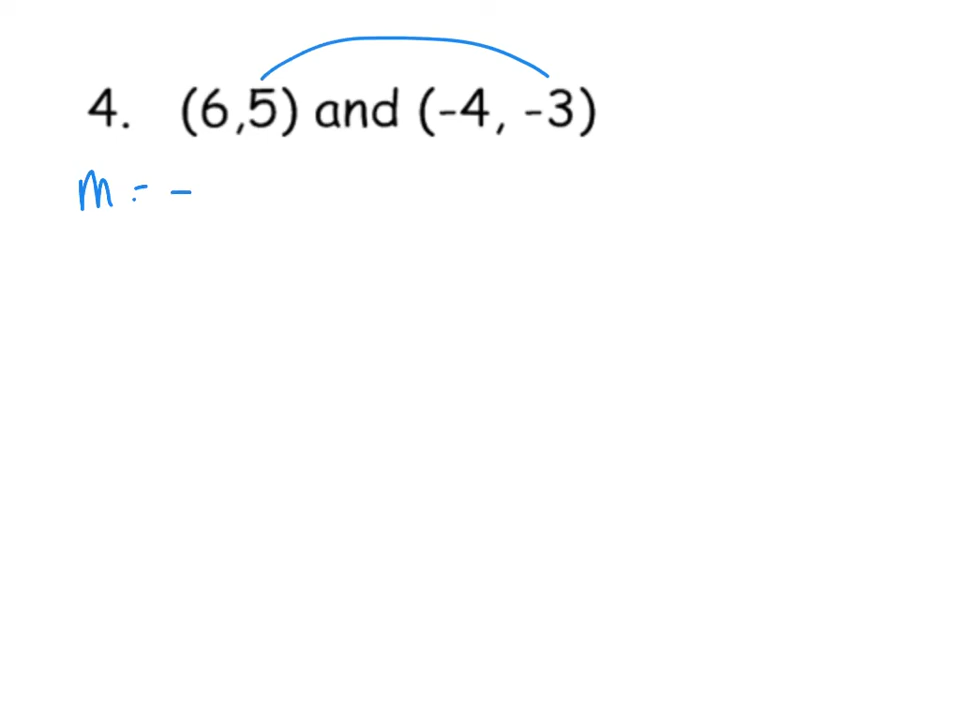 4. (6,5) and (-4, -3)
m = -